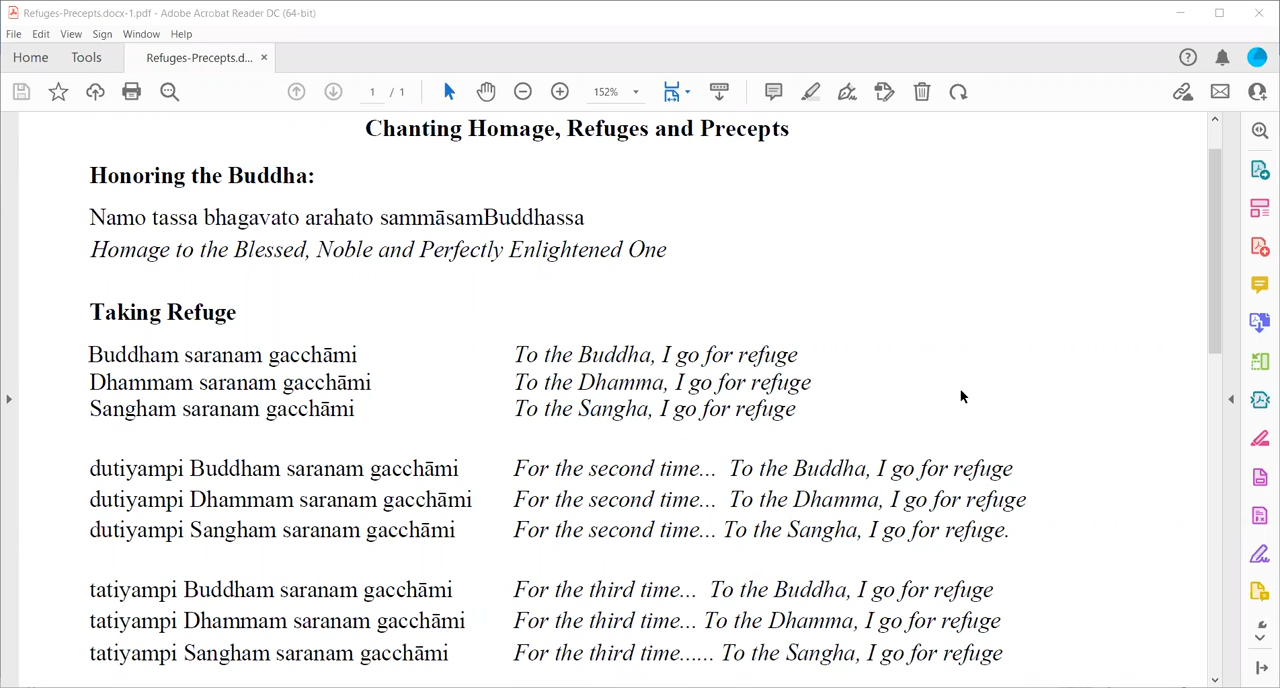 Refuges-Precepts.docx-1.pdf - Adobe Acrobat Reader DC (64-bit)
File Edit View Sign Window Help
Home Tools Refuges-Precepts.d... ×
1 / 1 152%
Chanting Homage, Refuges and Precepts
Honoring the Buddha:
Namo tassa bhagavato arahato sammāsamBuddhassa
Homage to the Blessed, Noble and Perfectly Enlightened One
Taking Refuge
Buddham saranam gacchāmi To the Buddha, I go for refuge
Dhammam saranam gacchāmi To the Dhamma, I go for refuge
Sangham saranam gacchāmi To the Sangha, I go for refuge
dutiyampi Buddham saranam gacchāmi For the second time... To the Buddha, I go for refuge
dutiyampi Dhammam saranam gacchāmi For the second time... To the Dhamma, I go for refuge
dutiyampi Sangham saranam gacchāmi For the second time... To the Sangha, I go for refuge.
tatiyampi Buddham saranam gacchāmi For the third time... To the Buddha, I go for refuge
tatiyampi Dhammam saranam gacchāmi For the third time... To the Dhamma, I go for refuge
tatiyampi Sangham saranam gacchāmi For the third time...... To the Sangha, I go for refuge